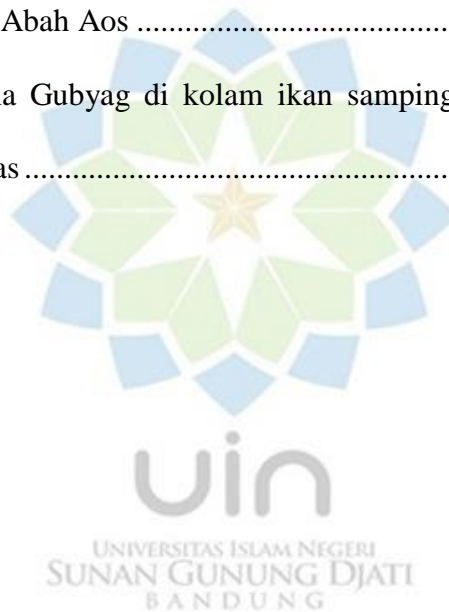 Abah Aos ............................................
a Gubyag di kolam ikan samping
as ............................................................
uin
UNIVERSITAS ISLAM NEGERI
SUNAN GUNUNG DJATI
BANDUNG